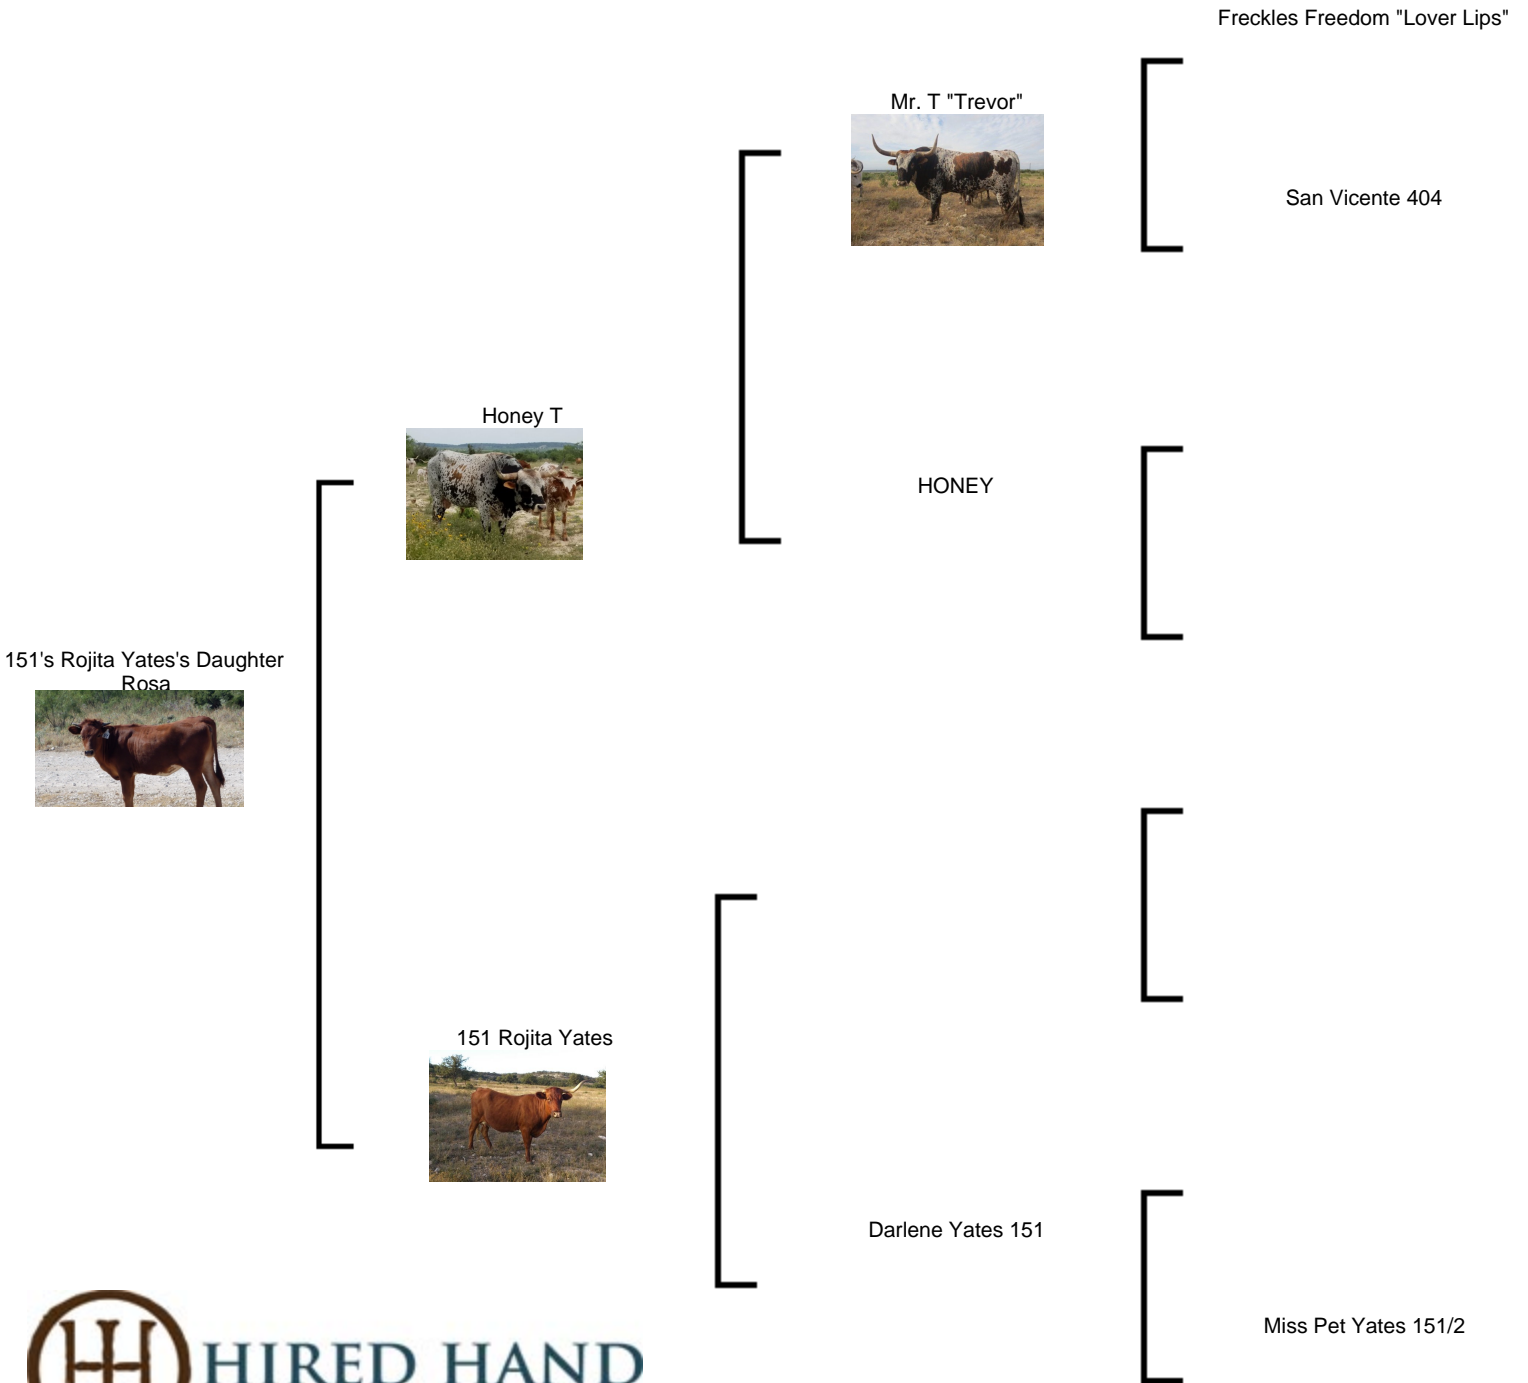 Freckles Freedom "Lover Lips"
Mr. T "Trevor"
San Vicente 404
Honey T
HONEY
151's Rojita Yates's Daughter
Rosa
151 Rojita Yates
Darlene Yates 151
Miss Pet Yates 151/2
HIRED HAND